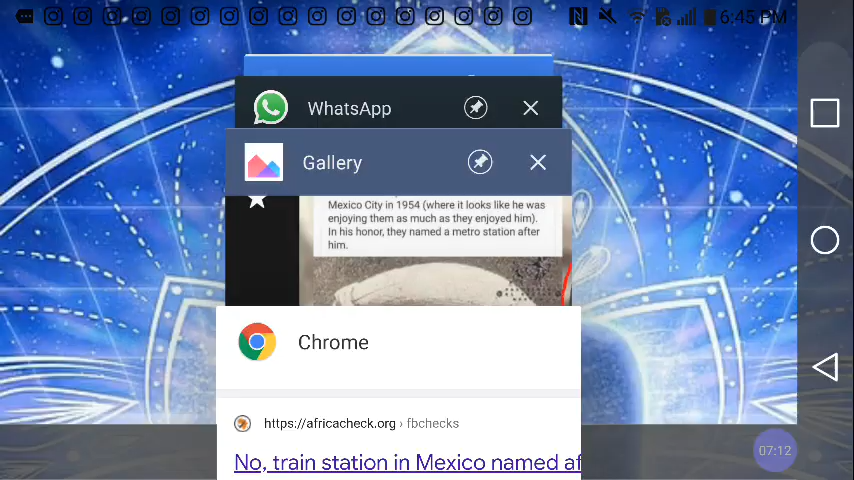 6:45 PM
WhatsApp
Gallery
Mexico City in 1954 (where it looks like he was
enjoying them as much as they enjoyed him).
In his honor, they named a metro station after
him.
Chrome
https://africacheck.org › fbchecks
No, train station in Mexico named af
07:12